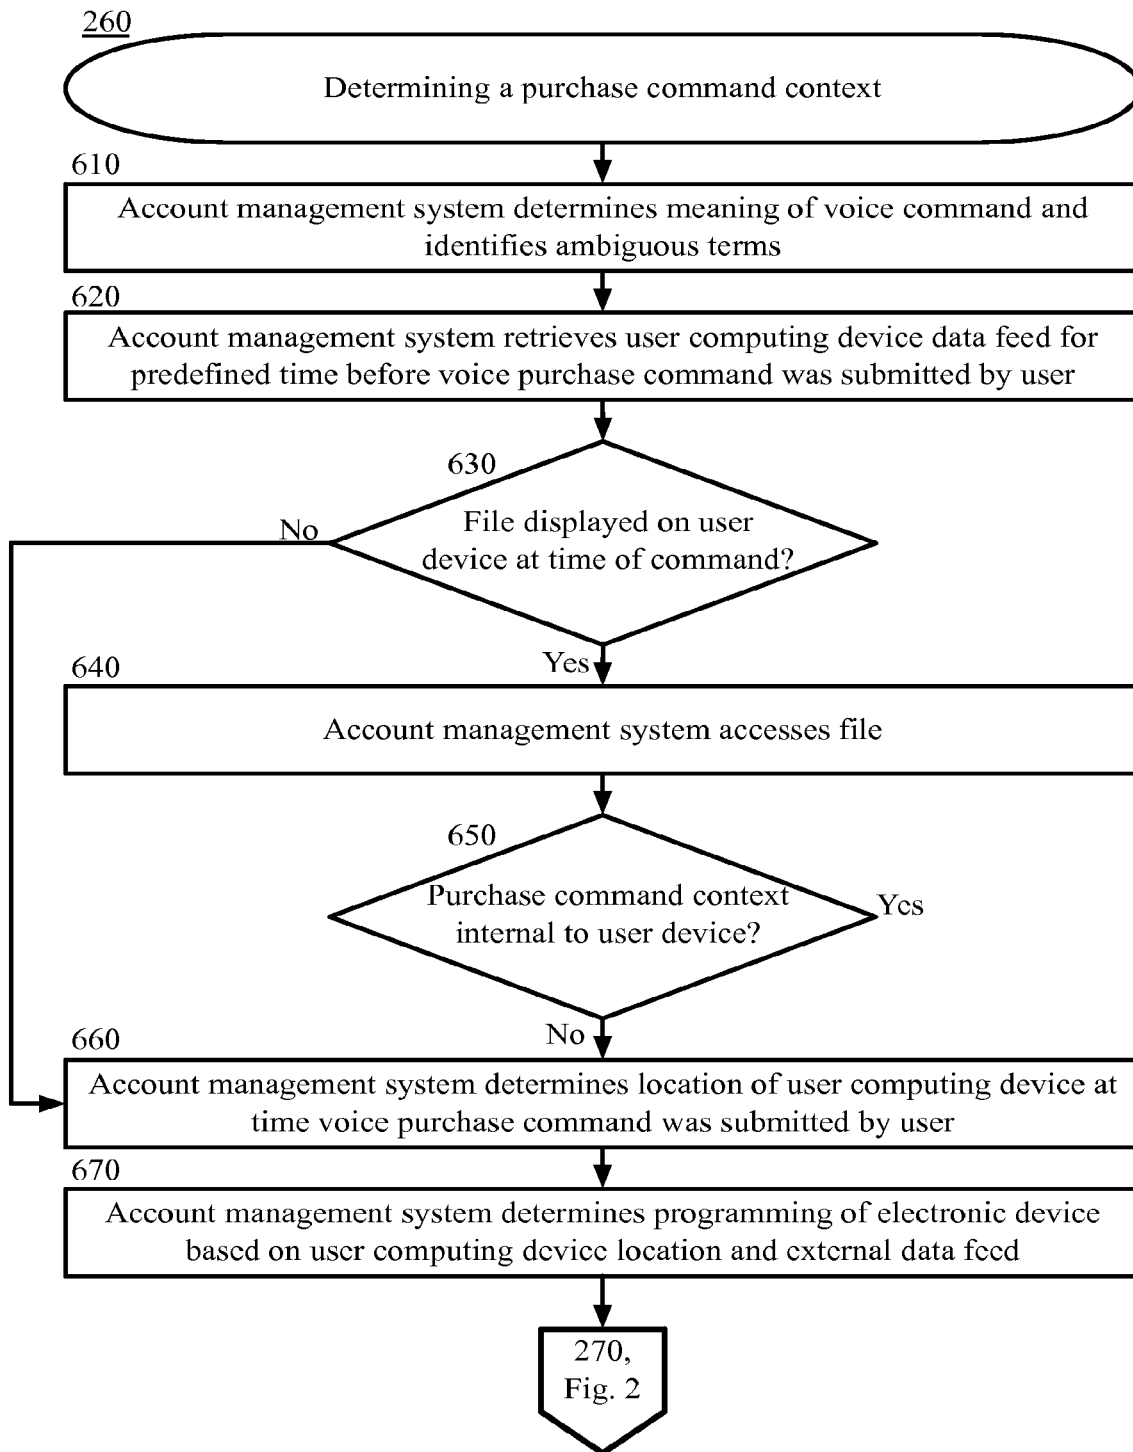 260
Determining a purchase command context
610
Account management system determines meaning of voice command and
identifies ambiguous terms
620
Account management system retrieves user computing device data feed for
predefined time before voice purchase command was submitted by user
630
File displayed on user
device at time of command?
No
Yes
640
Account management system accesses file
650
Purchase command context
internal to user device?
Yes
No
660
Account management system determines location of user computing device at
time voice purchase command was submitted by user
670
Account management system determines programming of electronic device
based on user computing device location and external data feed
270,
Fig. 2